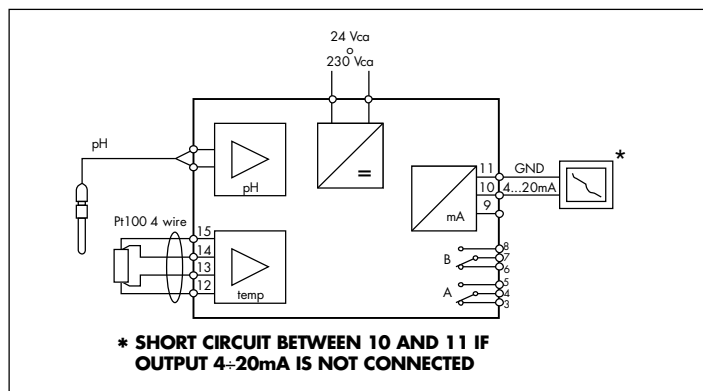 24 Vca
o
230 Vca
pH
pH
=
11 GND
10 4...20mA
9
mA
Pt100 4 wire
15
14
13
12
temp
8
B 7
6
5
A 4
3
*
* SHORT CIRCUIT BETWEEN 10 AND 11 IF
OUTPUT 4÷20mA IS NOT CONNECTED